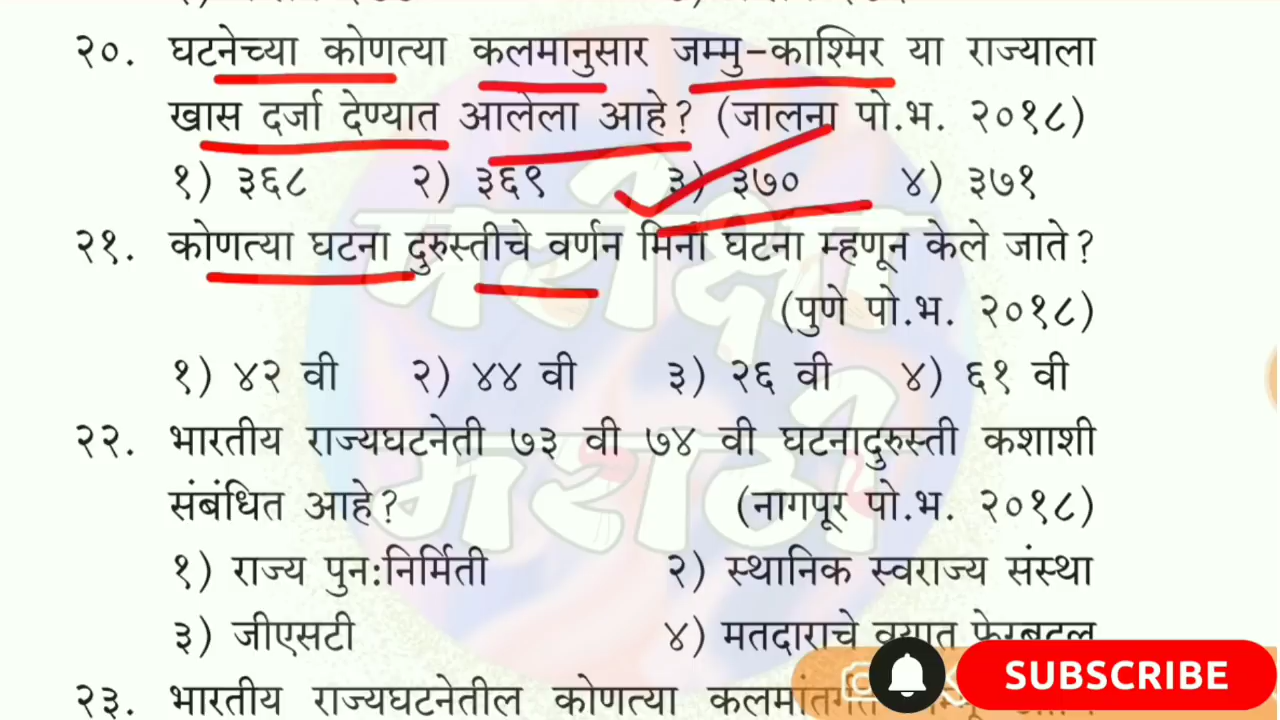 २०. घटनेच्या कोणत्या कलमानुसार जम्मु-काश्मिर या राज्याला
खास दर्जा देण्यात आलेला आहे? (जालना पो.भ. २०१८)
१) ३६८ २) ३६९ ३) ३७० ४) ३७१
२१. कोणत्या घटना दुरुस्तीचे वर्णन मिनी घटना म्हणून केले जाते?
(पुणे पो.भ. २०१८)
१) ४२ वी २) ४४ वी ३) २६ वी ४) ६१ वी
२२. भारतीय राज्यघटनेती ७३ वी ७४ वी घटनादुरुस्ती कशाशी
संबंधित आहे? (नागपूर पो.भ. २०१८)
१) राज्य पुन:निर्मिती २) स्थानिक स्वराज्य संस्था
३) जीएसटी ४) मतदाराचे वयात फेरबदल
SUBSCRIBE
२३. भारतीय राज्यघटनेतील कोणत्या
परीक्षा
मराठी